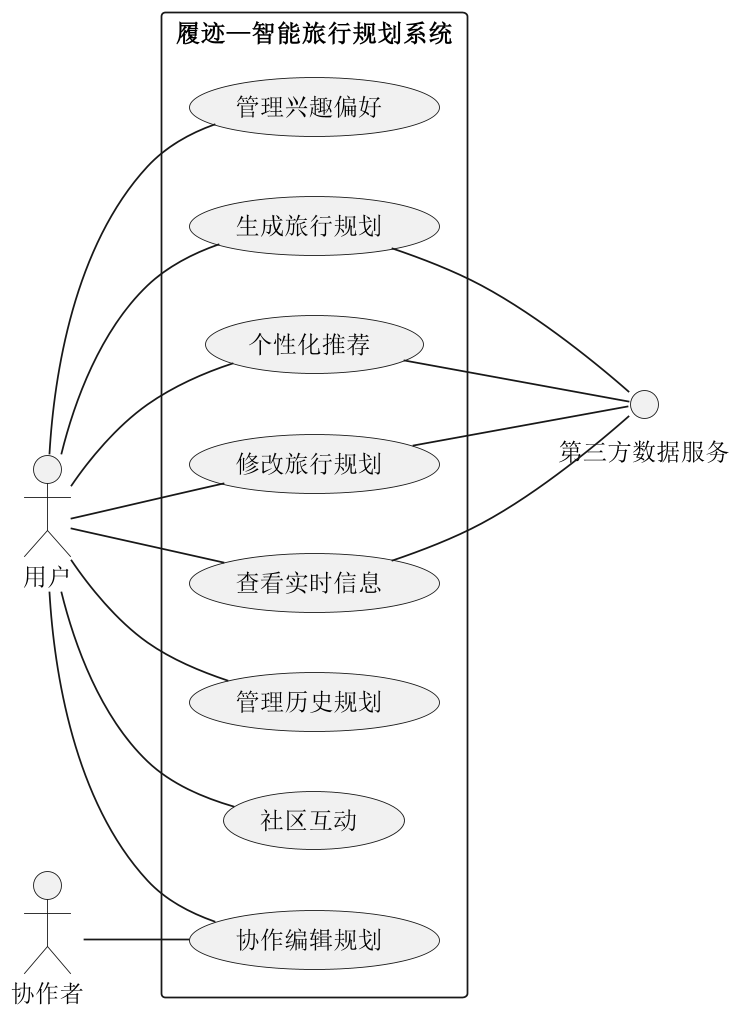 履迹—智能旅行规划系统
管理兴趣偏好
生成旅行规划
个性化推荐
修改旅行规划
第三方数据服务
查看实时信息
用户
管理历史规划
社区互动
协作编辑规划
协作者